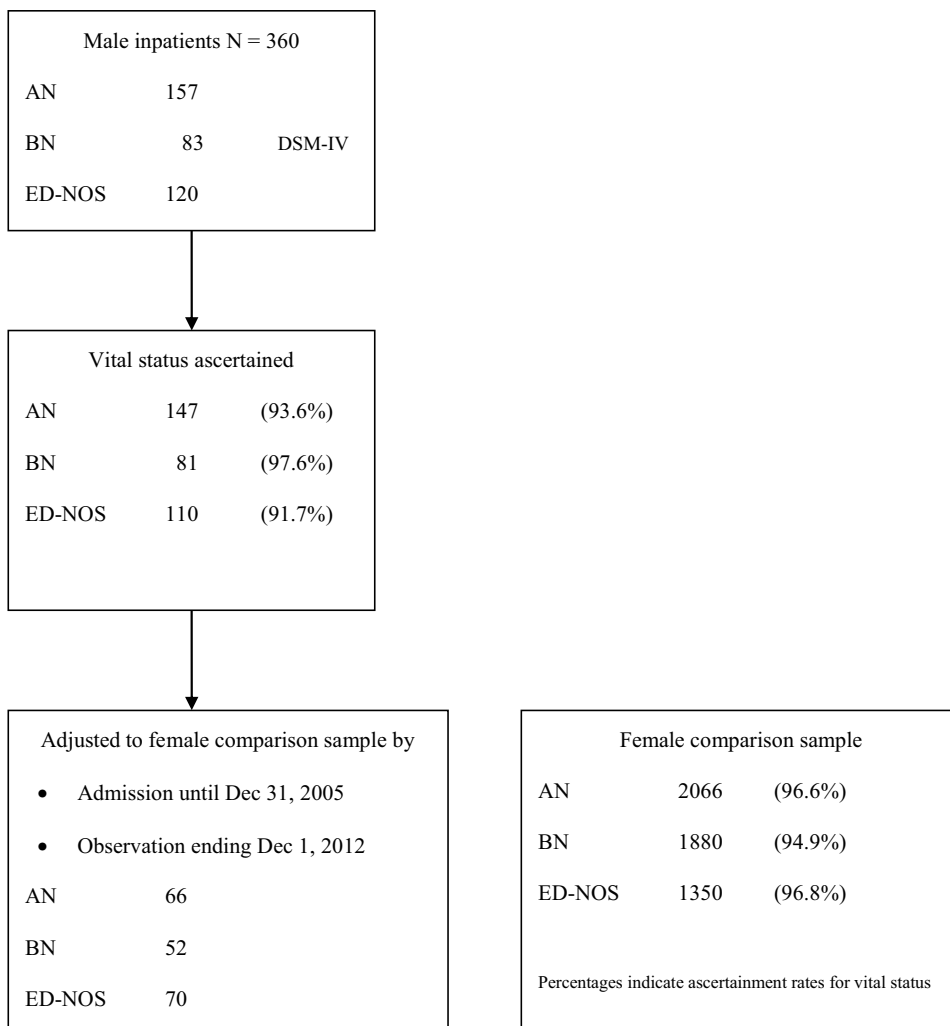 Male inpatients N = 360
AN 157
BN 83 DSM-IV
ED-NOS 120
Vital status ascertained
AN 147 (93.6%)
BN 81 (97.6%)
ED-NOS 110 (91.7%)
Adjusted to female comparison sample by
• Admission until Dec 31, 2005
• Observation ending Dec 1, 2012
AN 66
BN 52
ED-NOS 70
Female comparison sample
AN 2066 (96.6%)
BN 1880 (94.9%)
ED-NOS 1350 (96.8%)
Percentages indicate ascertainment rates for vital status